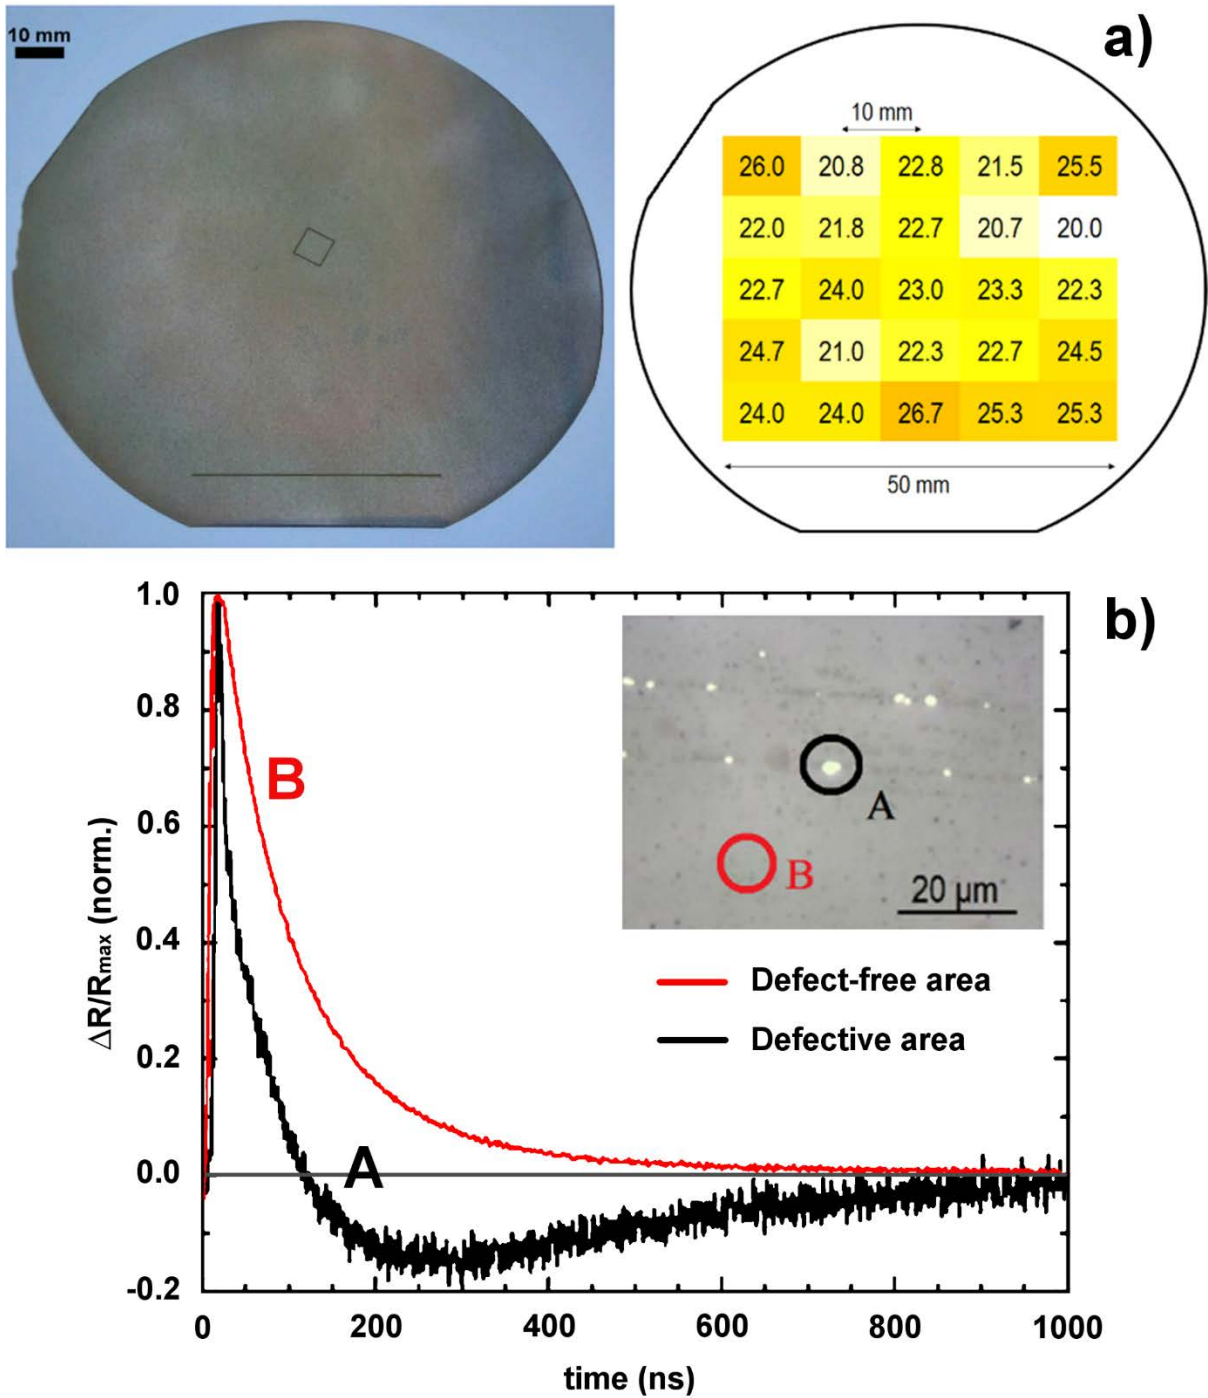 10 mm
a)
10 mm
26.0 20.8 22.8 21.5 25.5
22.0 21.8 22.7 20.7 20.0
22.7 24.0 23.0 23.3 22.3
24.7 21.0 22.3 22.7 24.5
24.0 24.0 26.7 25.3 25.3
50 mm
b)
1.0
0.8
0.6
0.4
0.2
0.0
-0.2
ΔR/Rmax (norm.)
B
A
A
B
20 µm
Defect-free area
Defective area
0 200 400 600 800 1000
time (ns)